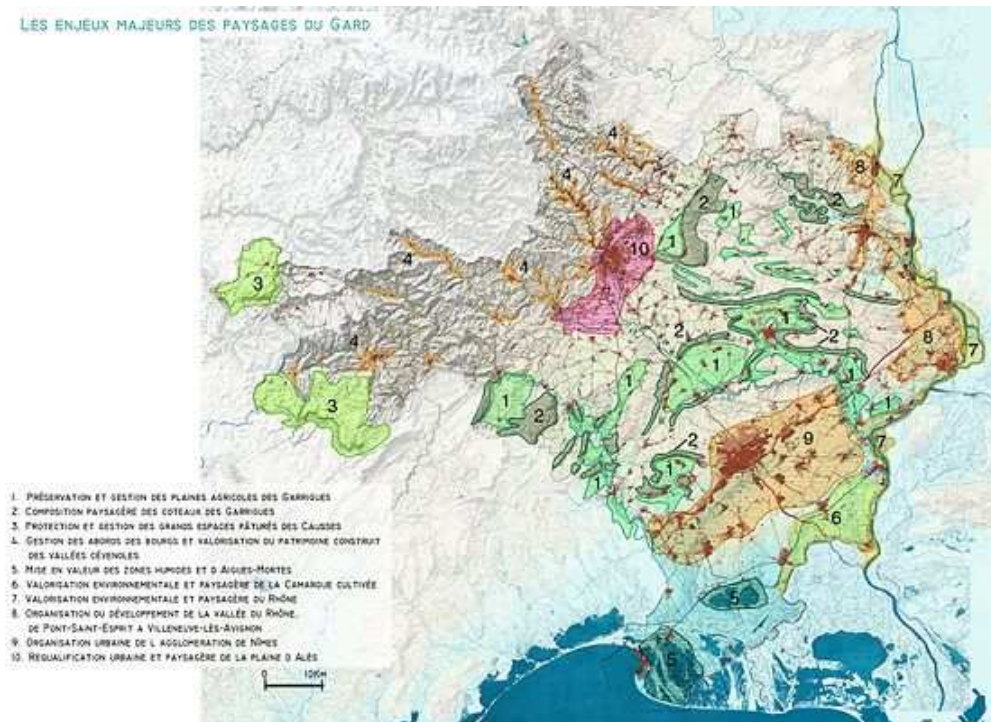 LES ENJEUX MAJEURS DES PAYSAGES DU GARD
4
8
4
7
2
2
1
1
10
4
4
3
1
2
2
8
7
4
1
1
3
1
2
9
2
7
1
1
6
1. PRÉSERVATION ET GESTION DES PLAINES AGRICOLES DES GARRIGUES
2. COMPOSITION PAYSAGÈRE DES COTEAUX DES GARRIGUES
3. PROTECTION ET GESTION DES GRANDS ESPACES PÂTURÉS DES CAUSSES
4. GESTION DES ABORDS DES BOURGS ET VALORISATION DU PATRIMOINE CONSTRUIT
DES VALLÉES CÉVENOLES
5. MISE EN VALEUR DES ZONES HUMIDES ET D AIGUES-MORTES
6. VALORISATION ENVIRONNEMENTALE ET PAYSAGÈRE DE LA CAMARGUE CULTIVÉE
7. VALORISATION ENVIRONNEMENTALE ET PAYSAGÈRE DU RHÔNE
8. ORGANISATION DU DÉVELOPPEMENT DE LA VALLÉE DU RHÔNE,
DE PONT-SAINT-ESPRIT A VILLENEUVE-LÈS-AVIGNON
9. ORGANISATION URBAINE DE L AGGLOMERATION DE NÎMES
10. REQUALIFICATION URBAINE ET PAYSAGÈRE DE LA PLAINE D ALÈS
0 10KM
5
5